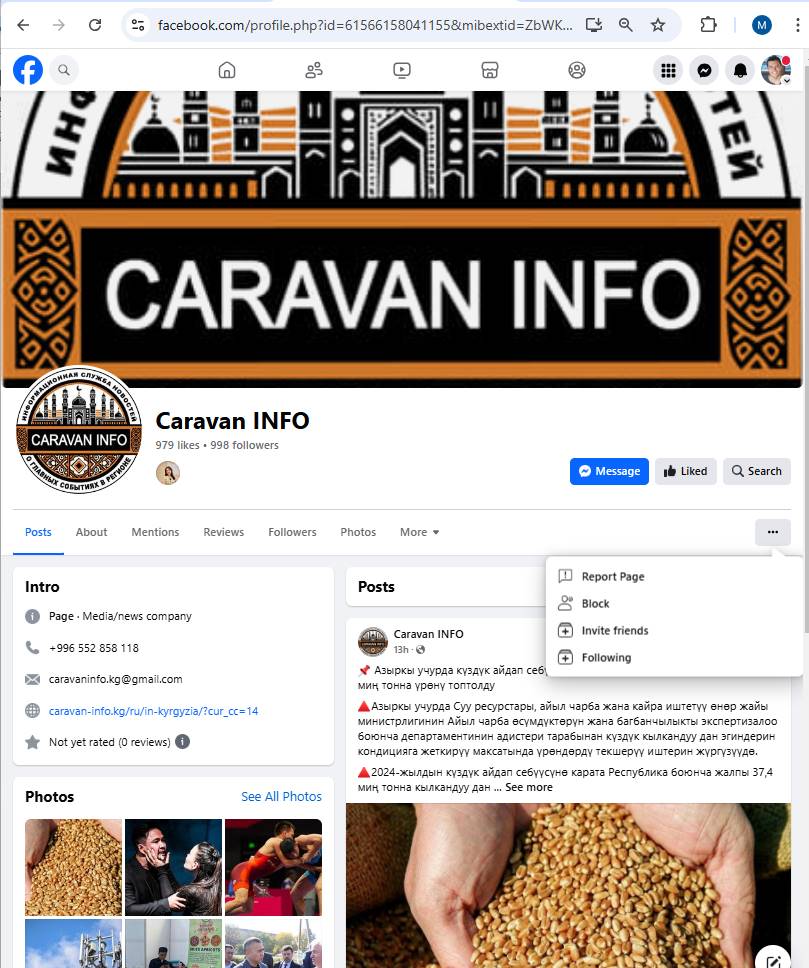 facebook.com/profile.php?id=61566158041155&mibextid=ZbWK...
M
ФНИ
ТЕЙ
CARAVAN INFO
ИНФОРМАЦИОННАЯ СЛУЖБА НОВОСТЕЙ
CARAVAN INFO
О ГЛАВНЫХ СОБЫТИЯХ В РЕГИОНЕ
Caravan INFO
979 likes • 998 followers
Message
Liked
Search
Posts
About
Mentions
Reviews
Followers
Photos
More
Report Page
Block
Invite friends
Following
Intro
Page · Media/news company
+996 552 858 118
caravaninfo.kg@gmail.com
caravan-info.kg/ru/in-kyrgyzia/?cur_cc=14
Not yet rated (0 reviews)
Photos
See All Photos
Posts
Caravan INFO
13h ·
Азыркы учурда күздүк айдап себ
миң тонна үрөнү топтолду
Азыркы учурда Суу ресурстары, айыл чарба жана кайра иштетүү өнөр жайы
министрлигинин Айыл чарба өсүмдүктөрүн жана багбанчылыкты экспертизалоо
боюнча департаментинин адистери тарабынан күздүк кылкандуу дан эгиндерин
кондицияга жеткирүү максатында үрөндөрдү текшерүү иштерин жүргүзүүдө.
2024-жылдын күздүк айдап себүүсүнө карата Республика боюнча жалпы 37,4
миң тонна кылкандуу дан ... See more